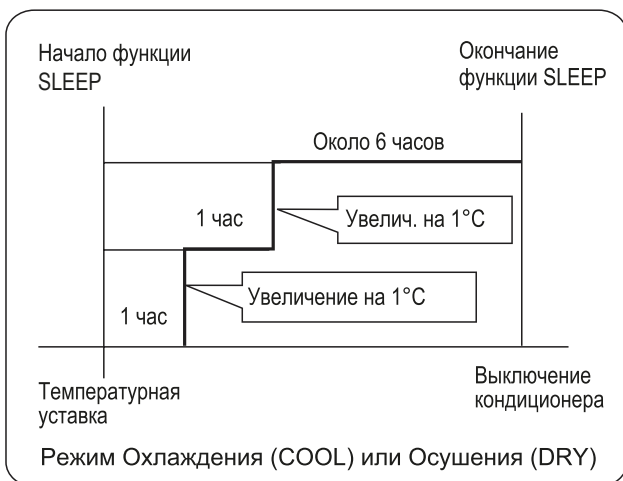 Начало функции
SLEEP
Окончание
функции SLEEP
Около 6 часов
1 час
Увелич. на 1°C
Увеличение на 1°C
1 час
Температурная
уставка
Выключение
кондиционера
Режим Охлаждения (COOL) или Осушения (DRY)